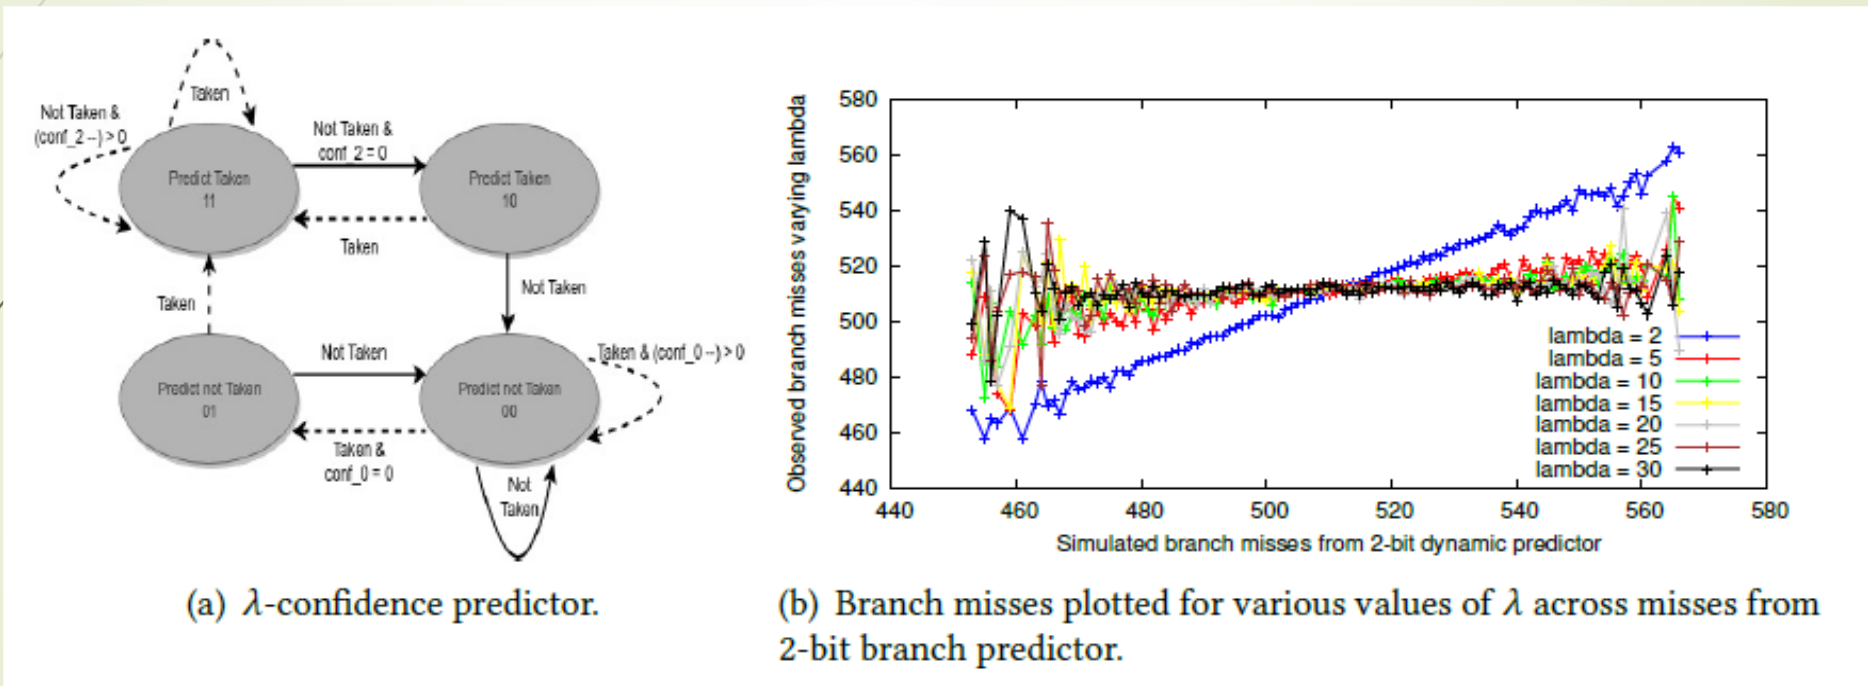 Taken
Not Taken &
(conf_2 --) > 0
Not Taken &
conf_2 = 0
Predict Taken
11
Predict Taken
10
Taken
Taken
Not Taken
Predict not Taken
01
Not Taken
Predict not Taken
00
Taken & (conf_0 --) > 0
Taken &
conf_0 = 0
Not
Taken
(a) λ-confidence predictor.
Observed branch misses varying lambda
580
560
540
520
500
480
460
440
lambda = 2
lambda = 5
lambda = 10
lambda = 15
lambda = 20
lambda = 25
lambda = 30
440 460 480 500 520 540 560 580
Simulated branch misses from 2-bit dynamic predictor
(b) Branch misses plotted for various values of λ across misses from
2-bit branch predictor.